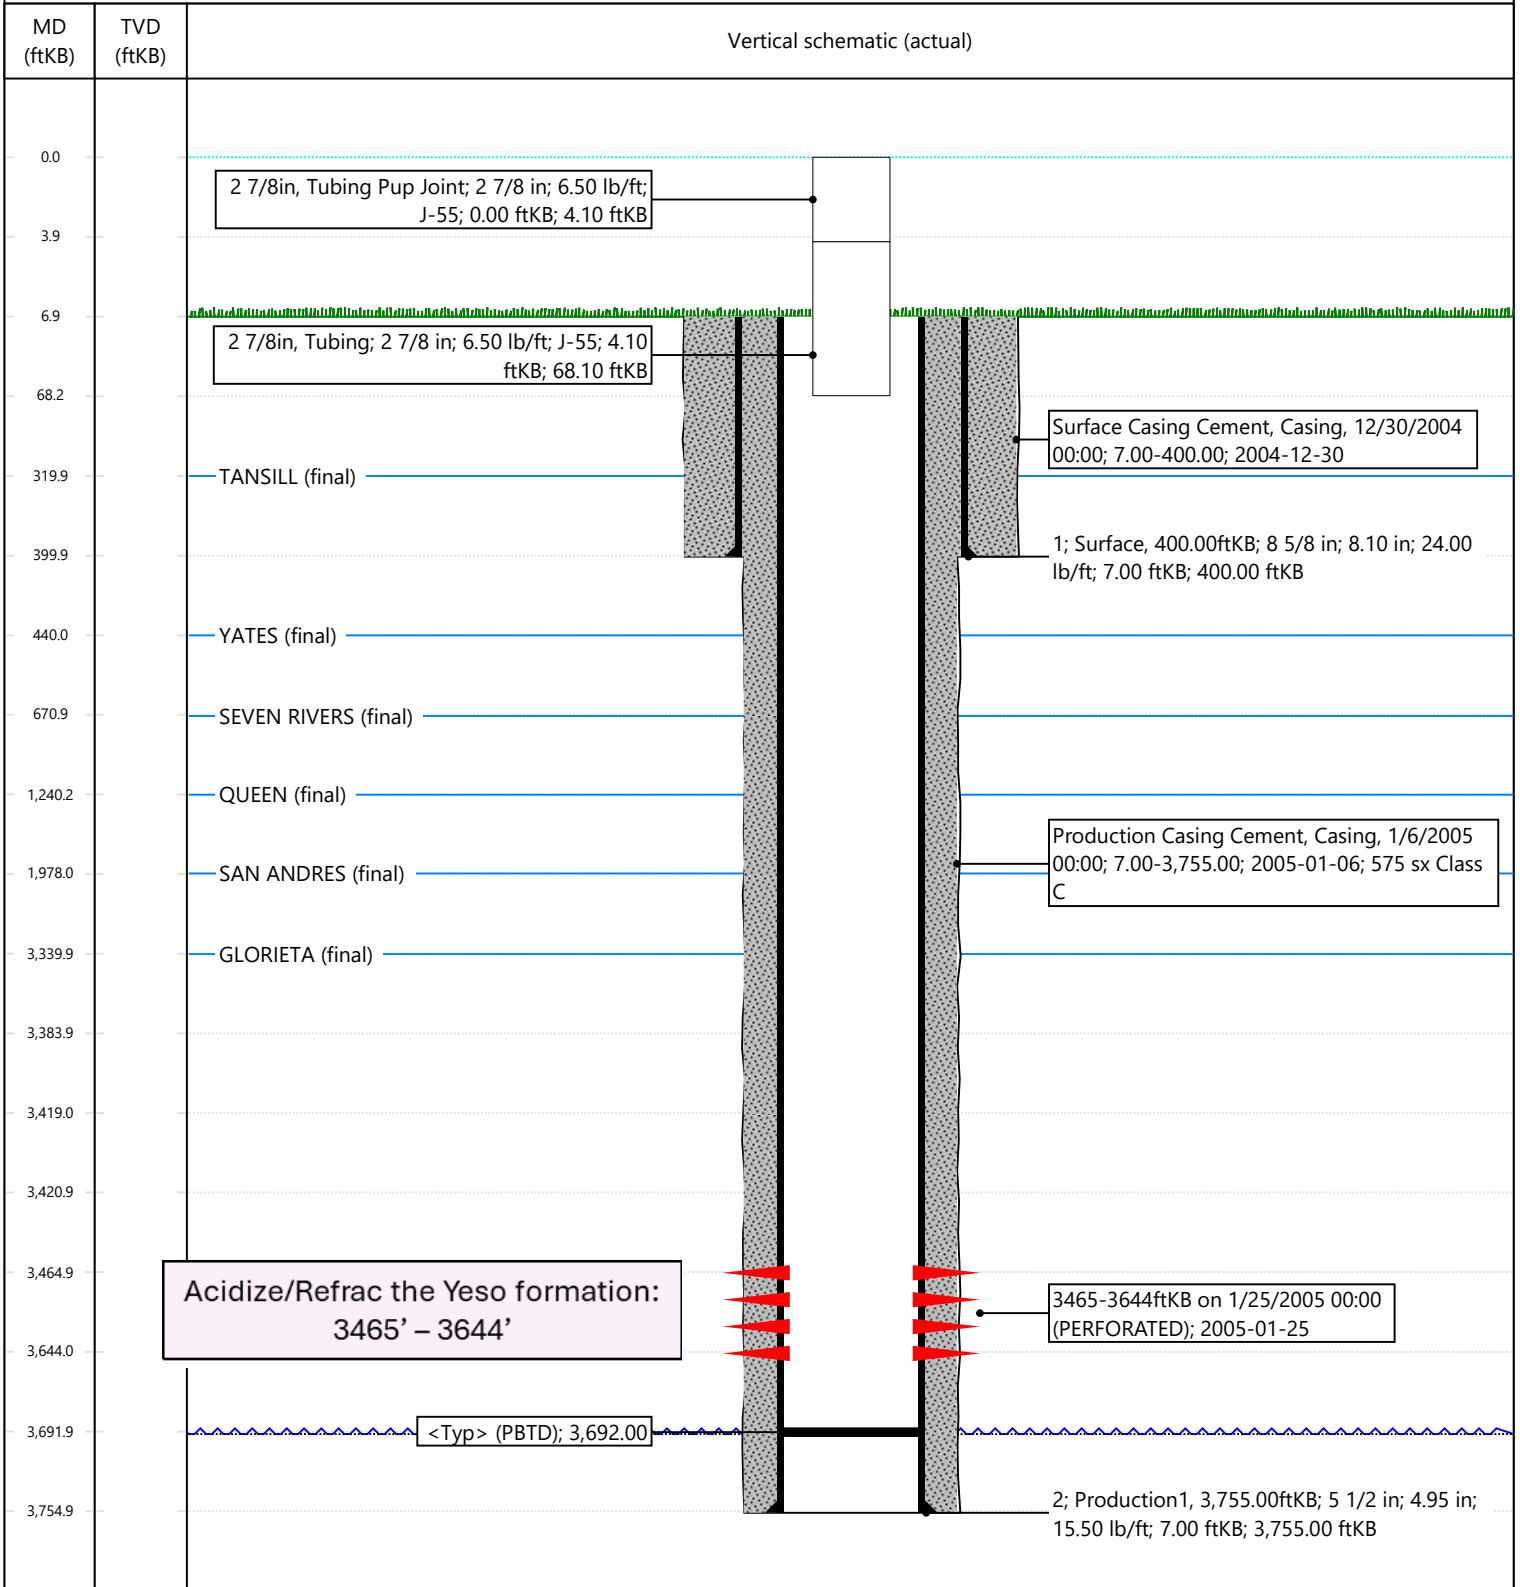 MD
(ftKB)
TVD
(ftKB)
Vertical schematic (actual)
0.0
2 7/8in, Tubing Pup Joint; 2 7/8 in; 6.50 lb/ft;
J-55; 0.00 ftKB; 4.10 ftKB
3.9
6.9
2 7/8in, Tubing; 2 7/8 in; 6.50 lb/ft; J-55; 4.10
ftKB; 68.10 ftKB
68.2
Surface Casing Cement, Casing, 12/30/2004
00:00; 7.00-400.00; 2004-12-30
319.9
TANSILL (final)
399.9
1; Surface, 400.00ftKB; 8 5/8 in; 8.10 in; 24.00
lb/ft; 7.00 ftKB; 400.00 ftKB
440.0
YATES (final)
670.9
SEVEN RIVERS (final)
1,240.2
QUEEN (final)
Production Casing Cement, Casing, 1/6/2005
00:00; 7.00-3,755.00; 2005-01-06; 575 sx Class
C
1,978.0
SAN ANDRES (final)
3,339.9
GLORIETA (final)
3,383.9
3,419.0
3,420.9
3,464.9
Acidize/Refrac the Yeso formation:
3465’ – 3644’
3465-3644ftKB on 1/25/2005 00:00
(PERFORATED); 2005-01-25
3,644.0
3,691.9
<Typ> (PBTD); 3,692.00
3,754.9
2; Production1, 3,755.00ftKB; 5 1/2 in; 4.95 in;
15.50 lb/ft; 7.00 ftKB; 3,755.00 ftKB